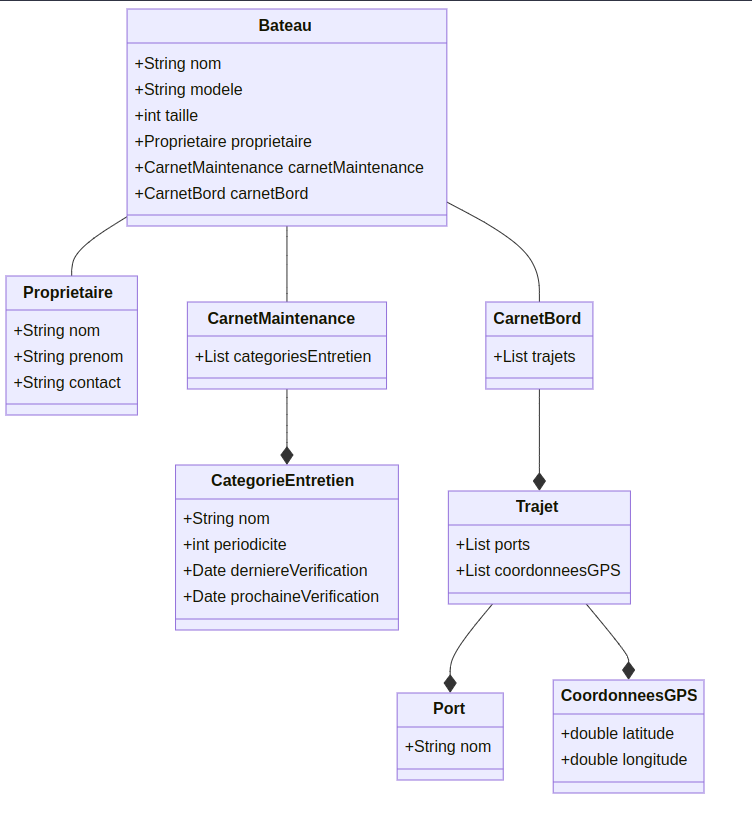 Bateau
+String nom
+String modele
+int taille
+Proprietaire proprietaire
+CarnetMaintenance carnetMaintenance
+CarnetBord carnetBord
Proprietaire
+String nom
+String prenom
+String contact
CarnetMaintenance
+List categoriesEntretien
CarnetBord
+List trajets
CategorieEntretien
+String nom
+int periodicite
+Date derniereVerification
+Date prochaineVerification
Trajet
+List ports
+List coordonneesGPS
Port
+String nom
CoordonneesGPS
+double latitude
+double longitude